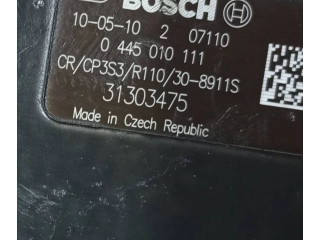 BOSCH
10-05-10 2 07110
0 445 010 111
CR/CP3S3/R110/30-8911S
31303475
Made in Czech Republic